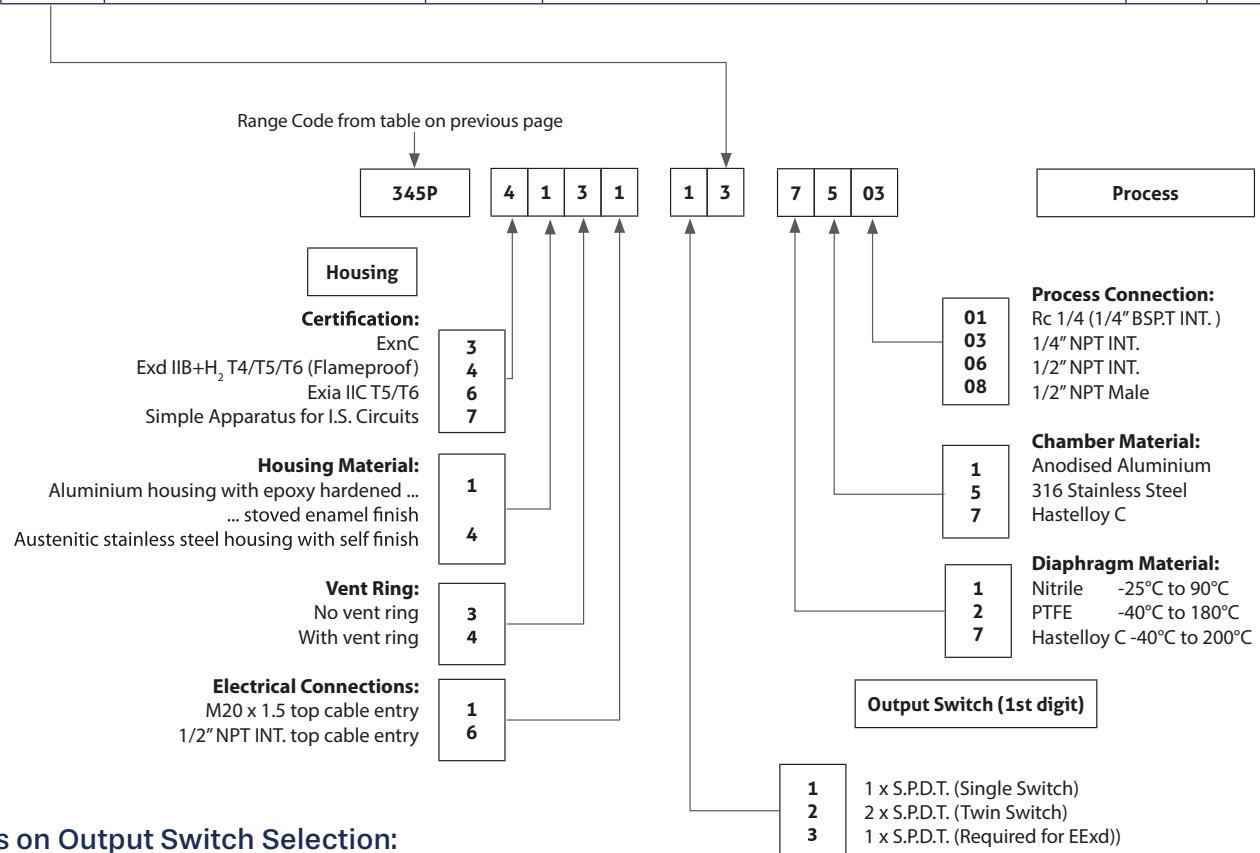 Range Code from table on previous page
345P 4 1 3 1 1 3 7 5 03
Process
Housing
Certification:
ExnC 3
Exd IIB+H2 T4/T5/T6 (Flameproof) 4
Exia IIC T5/T6 6
Simple Apparatus for I.S. Circuits 7
Housing Material:
Aluminium housing with epoxy hardened ... 1
... stoved enamel finish
Austenitic stainless steel housing with self finish 4
Vent Ring:
No vent ring 3
With vent ring 4
Electrical Connections:
M20 x 1.5 top cable entry 1
1/2” NPT INT. top cable entry 6
Process Connection:
01 Rc 1/4 (1/4” BSP.T INT. )
03 1/4” NPT INT.
06 1/2” NPT INT.
08 1/2” NPT Male
Chamber Material:
1 Anodised Aluminium
5 316 Stainless Steel
7 Hastelloy C
Diaphragm Material:
1 Nitrile -25°C to 90°C
2 PTFE -40°C to 180°C
7 Hastelloy C -40°C to 200°C
Output Switch (1st digit)
1 1 x S.P.D.T. (Single Switch)
2 2 x S.P.D.T. (Twin Switch)
3 1 x S.P.D.T. (Required for EExd))
s on Output Switch Selection: